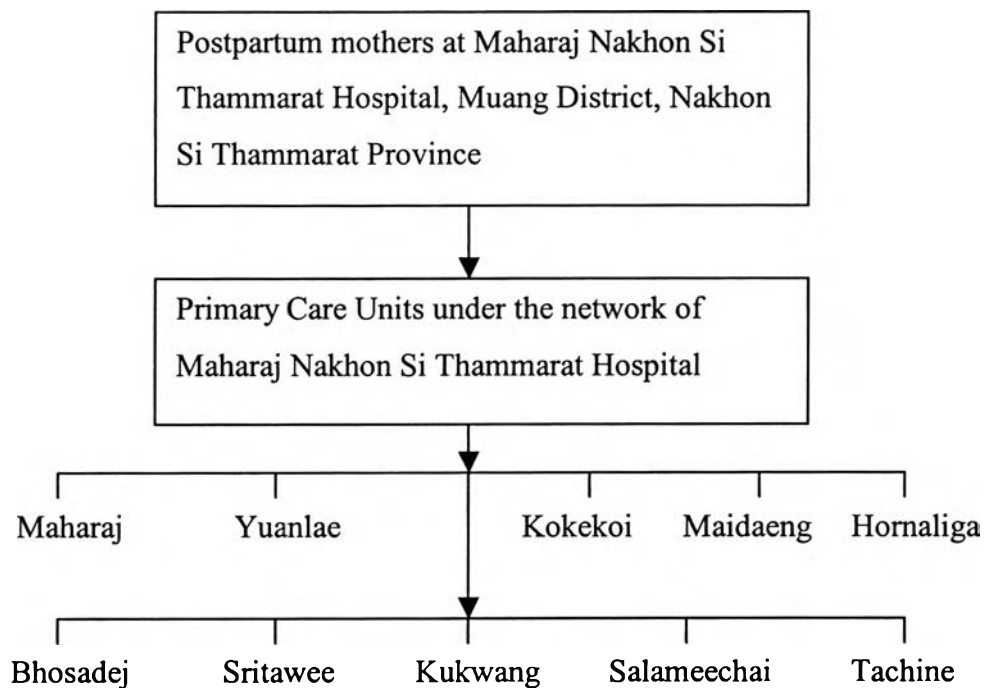 Postpartum mothers at Maharaj Nakhon Si
Thammarat Hospital, Muang District, Nakhon
Si Thammarat Province
Primary Care Units under the network of
Maharaj Nakhon Si Thammarat Hospital
Maharaj Yuanlae Kokekoi Maidaeng Hornaliga
Bhosadej Sritawee Kukwang Salameechai Tachine